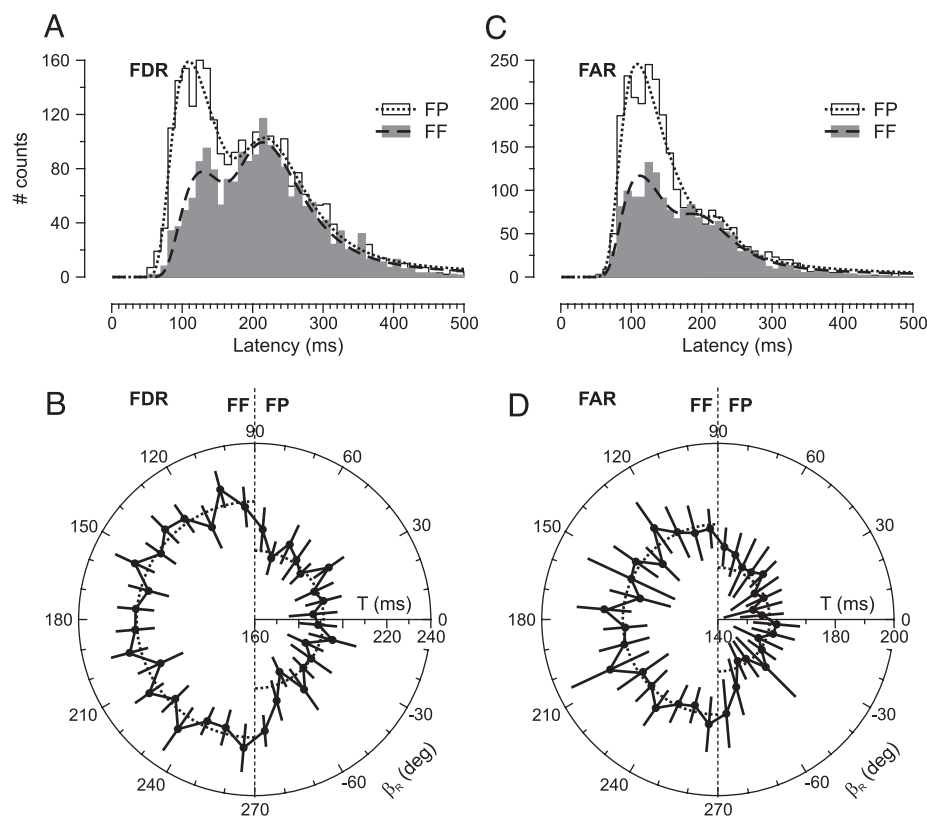 A
FDR
FP
FF
# counts
160
120
80
40
0
0 100 200 300 400 500
Latency (ms)
C
FAR
FP
FF
250
200
150
100
50
0
0 100 200 300 400 500
Latency (ms)
B
FDR
FF FP
90
120 60
150 30
T (ms)
180 0
160 220 240
210 -30
240 -60
270
βR (deg)
D
FAR
FF FP
90
120 60
150 30
T (ms)
180 0
140 180 200
210 -30
240 -60
270
βR (deg)